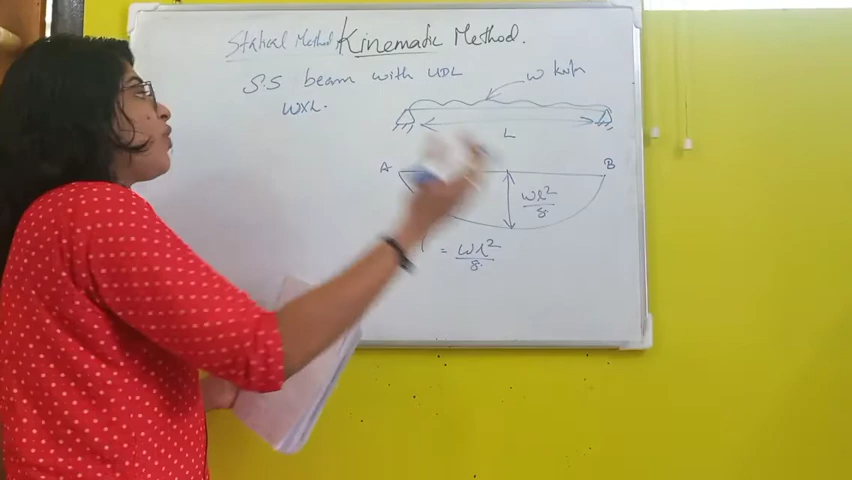 Statical Method Kinematic Method.
S.S beam with UDL
w kN/m
WXL.
L
A
B
wl²/8
= wl²/8.